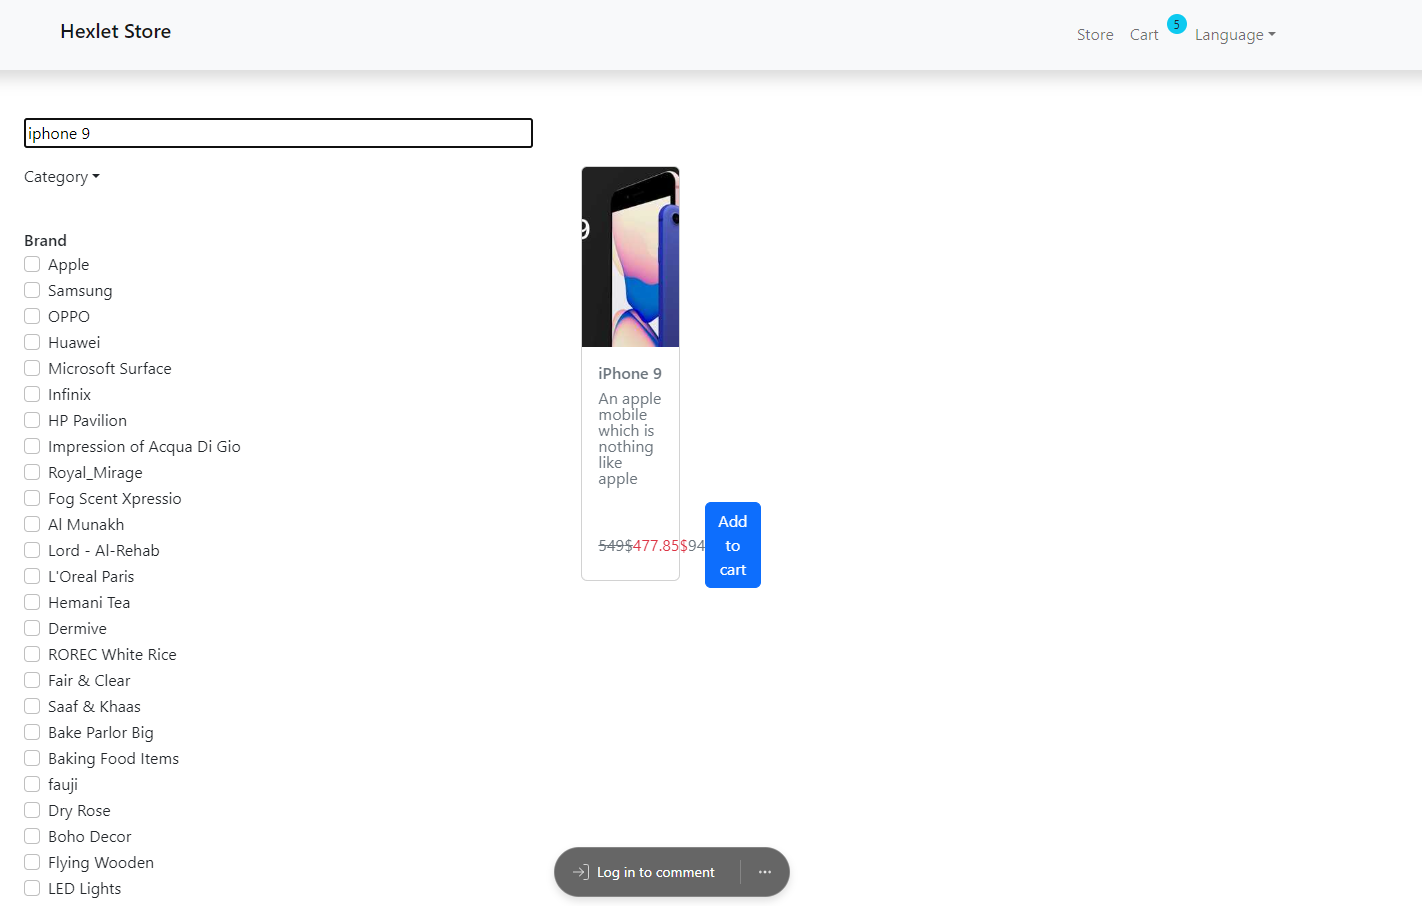 Hexlet Store
Store Cart 5 Language
iphone 9
Category
Brand
Apple
Samsung
OPPO
Huawei
Microsoft Surface
Infinix
HP Pavilion
Impression of Acqua Di Gio
Royal_Mirage
Fog Scent Xpressio
Al Munakh
Lord - Al-Rehab
L'Oreal Paris
Hemani Tea
Dermive
ROREC White Rice
Fair & Clear
Saaf & Khaas
Bake Parlor Big
Baking Food Items
fauji
Dry Rose
Boho Decor
Flying Wooden
LED Lights
9
iPhone 9
An apple
mobile
which is
nothing
like
apple
549$477.85$94
Add
to
cart
Log in to comment